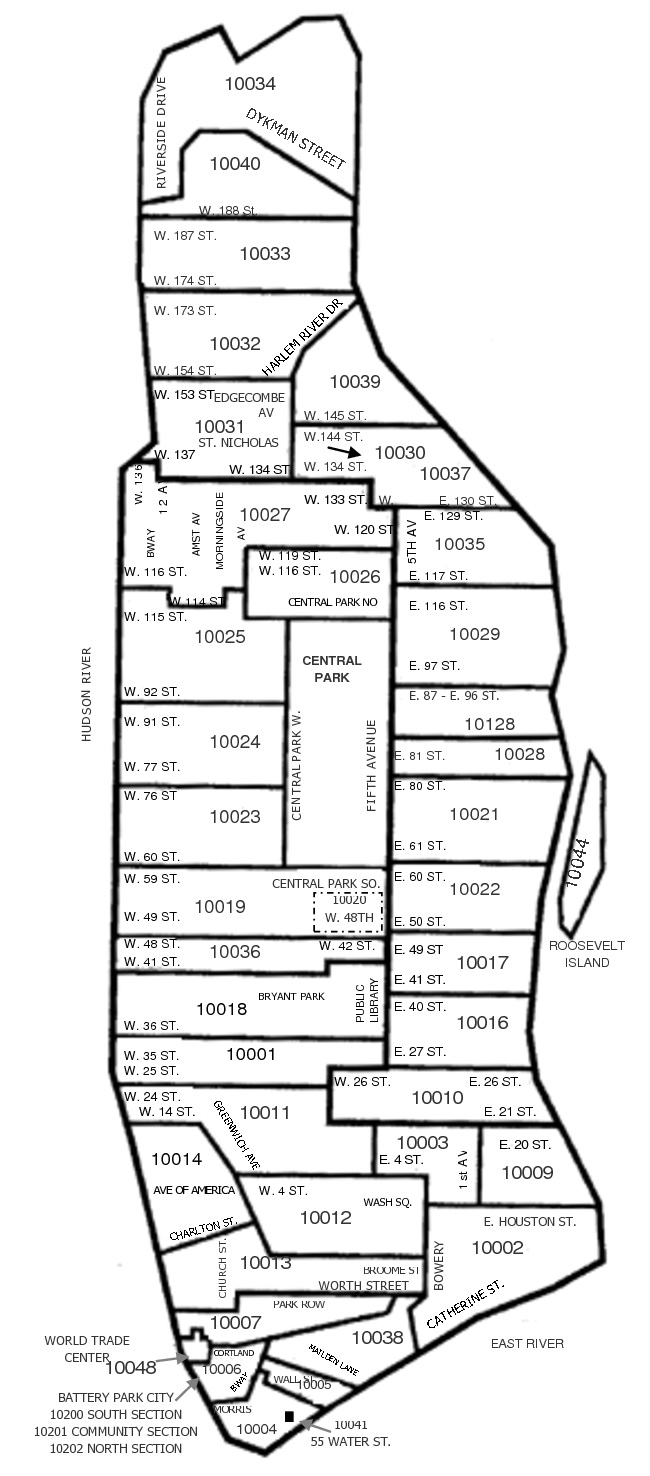 10034
RIVERSIDE DRIVE
DYKMAN STREET
10040
W. 188 St.
W. 187 ST.
10033
W. 174 ST.
W. 173 ST.
HARLEM RIVER DR
10032
W. 154 ST.
10039
W. 145 ST.
W. 153 ST
EDGECOMBE
AV
10031
ST. NICHOLAS
W. 137
W. 134 ST
W.144 ST.
10030
W. 134 ST.
10037
W.
E. 130 ST.
W. 136
12 A
W. 133 ST.
10027
BWAY
AMST AV
MORNINGSIDE
AV
W. 120 ST
W. 116 ST.
W.114 ST.
5TH AV
E. 129 ST.
10035
E. 117 ST.
W. 119 ST.
W. 116 ST.
10026
CENTRAL PARK NO
E. 116 ST.
10029
E. 97 ST.
W. 115 ST.
10025
W. 92 ST.
CENTRAL
PARK
CENTRAL PARK W.
FIFTH AVENUE
HUDSON RIVER
E. 87 - E. 96 ST.
10128
W. 91 ST.
10024
W. 77 ST.
E. 81 ST.
10028
W. 76 ST
10023
W. 60 ST.
E. 80 ST.
10021
E. 61 ST.
10044
ROOSEVELT
ISLAND
W. 59 ST.
CENTRAL PARK SO.
10020
W. 48TH
10019
W. 49 ST.
E. 60 ST.
10022
E. 50 ST.
W. 48 ST.
10036
W. 42 ST.
W. 41 ST.
E. 49 ST
10017
E. 41 ST.
BRYANT PARK
10018
PUBLIC
LIBRARY
W. 36 ST.
E. 40 ST.
10016
E. 27 ST.
W. 35 ST.
10001
W. 25 ST.
W. 26 ST.
E. 26 ST.
10010
E. 21 ST.
W. 24 ST.
W. 14 ST.
10011
GREENWICH AVE
10003
E. 4 ST.
1st AV
E. 20 ST.
10009
10014
AVE OF AMERICA
CHARLTON ST.
W. 4 ST.
WASH SQ.
10012
E. HOUSTON ST.
10002
BOWERY
CATHERINE ST.
CHURCH ST.
10013
BROOME ST
WORTH STREET
PARK ROW
10007
10038
MAIDEN LANE
EAST RIVER
WORLD TRADE
CENTER
10048
CORTLAND
10006
BWAY
WALL ST
10005
BATTERY PARK CITY
10200 SOUTH SECTION
10201 COMMUNITY SECTION
10202 NORTH SECTION
MORRIS
10004
10041
55 WATER ST.